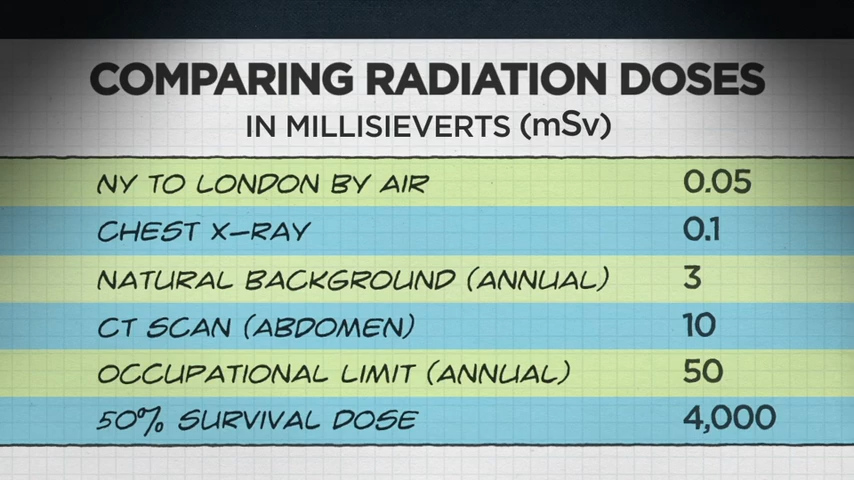 COMPARING RADIATION DOSES
IN MILLISIEVERTS (mSv)
NY TO LONDON BY AIR 0.05
CHEST X-RAY 0.1
NATURAL BACKGROUND (ANNUAL) 3
CT SCAN (ABDOMEN) 10
OCCUPATIONAL LIMIT (ANNUAL) 50
50% SURVIVAL DOSE 4,000